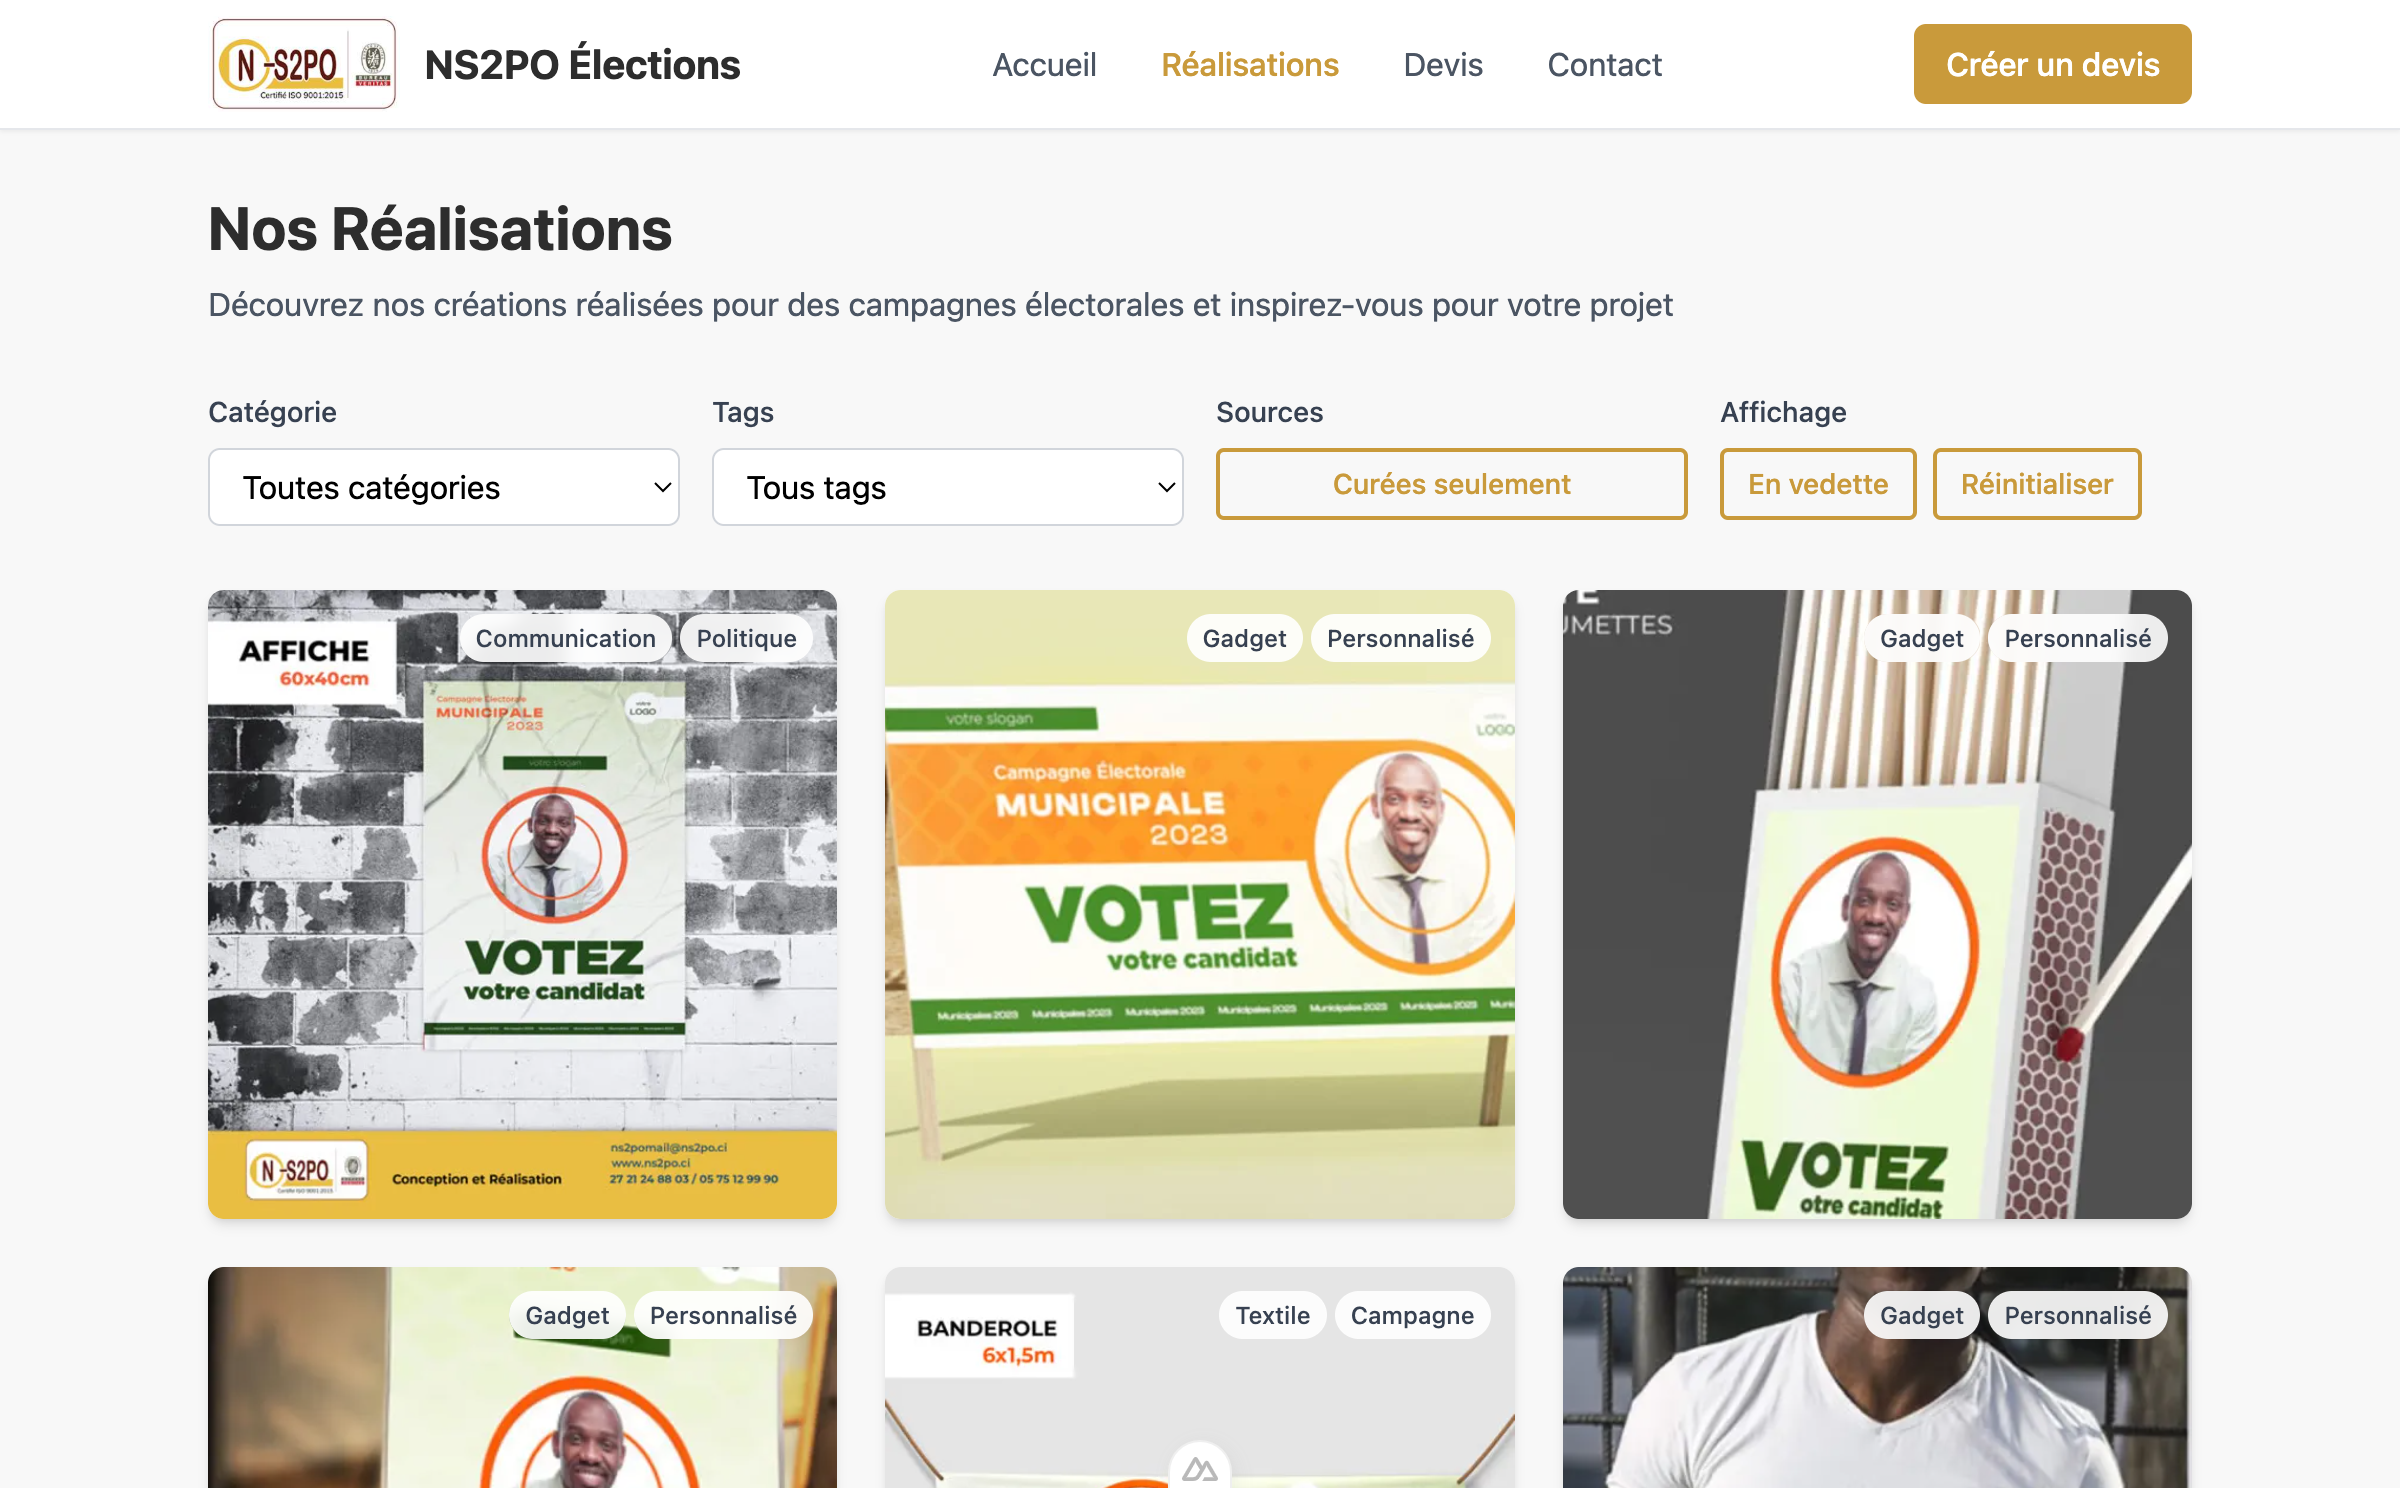 N-S2PO
BUREAU
VERITAS
Certifié ISO 9001:2015
NS2PO Élections
Accueil
Réalisations
Devis
Contact
Créer un devis
Nos Réalisations
Découvrez nos créations réalisées pour des campagnes électorales et inspirez-vous pour votre projet
Catégorie
Tags
Sources
Affichage
Toutes catégories
Tous tags
Curées seulement
En vedette
Réinitialiser
Communication
Politique
AFFICHE
60x40cm
Campagne Électorale
MUNICIPALE
2023
votre
LOGO
votre slogan
VOTEZ
votre candidat
N-S2PO
Conception et Réalisation
ns2pomail@ns2po.ci
www.ns2po.ci
27 21 24 88 03 / 05 75 12 99 90
Gadget
Personnalisé
votre slogan
votre
LOGO
Campagne Électorale
MUNICIPALE
2023
VOTEZ
votre candidat
Municipales 2023 Municipales 2023 Municipales 2023 Municipales 2023 Municipales 2023 Municipales 2023
UMETTES
Gadget
Personnalisé
VOTEZ
otre candidat
Gadget
Personnalisé
BANDEROLE
6x1,5m
Textile
Campagne
Gadget
Personnalisé